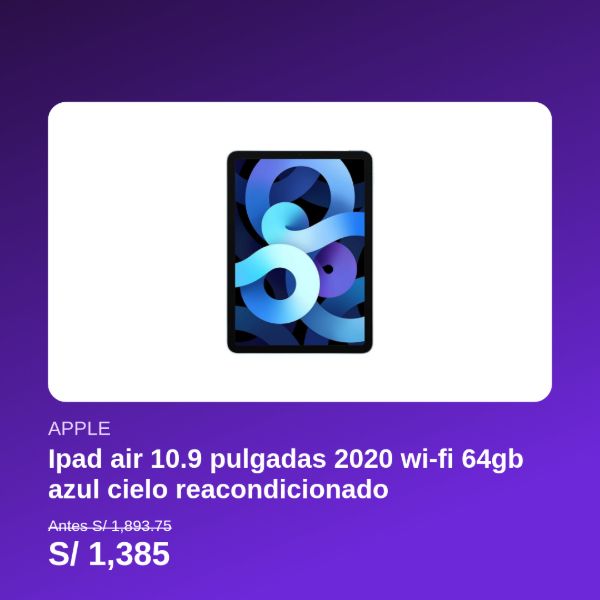 APPLE
Ipad air 10.9 pulgadas 2020 wi-fi 64gb
azul cielo reacondicionado
Antes S/ 1,893.75
S/ 1,385